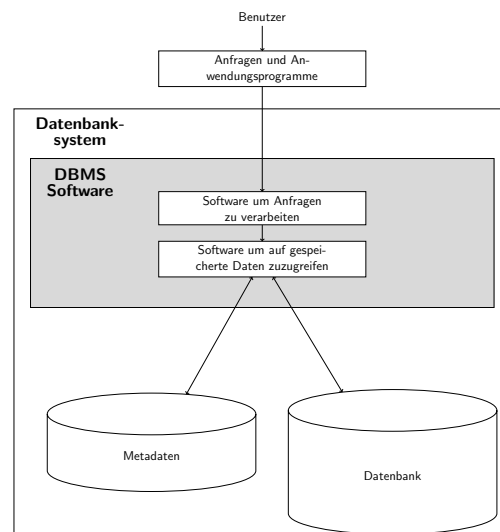 Benutzer
Anfragen und An-
wendungsprogramme
Datenbank-
system
DBMS
Software
Software um Anfragen
zu verarbeiten
Software um auf gespei-
cherte Daten zuzugreifen
Metadaten
Datenbank